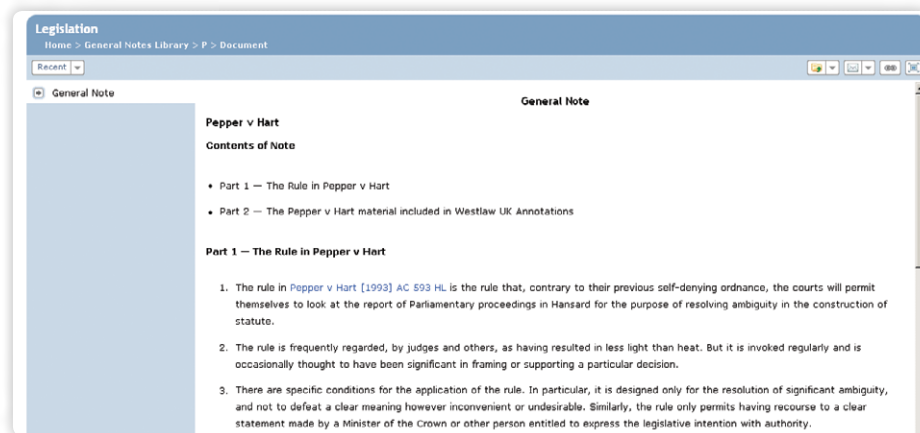 Legislation
Home > General Notes Library > P > Document
Recent
General Note
General Note
Pepper v Hart
Contents of Note
• Part 1 — The Rule in Pepper v Hart
• Part 2 — The Pepper v Hart material included in Westlaw UK Annotations
Part 1 — The Rule in Pepper v Hart
1. The rule in Pepper v Hart [1993] AC 593 HL is the rule that, contrary to their previous self-denying ordnance, the courts will permit
themselves to look at the report of Parliamentary proceedings in Hansard for the purpose of resolving ambiguity in the construction of
statute.
2. The rule is frequently regarded, by judges and others, as having resulted in less light than heat. But it is invoked regularly and is
occasionally thought to have been significant in framing or supporting a particular decision.
3. There are specific conditions for the application of the rule. In particular, it is designed only for the resolution of significant ambiguity,
and not to defeat a clear meaning however inconvenient or undesirable. Similarly, the rule only permits having recourse to a clear
statement made by a Minister of the Crown or other person entitled to express the legislative intention with authority.